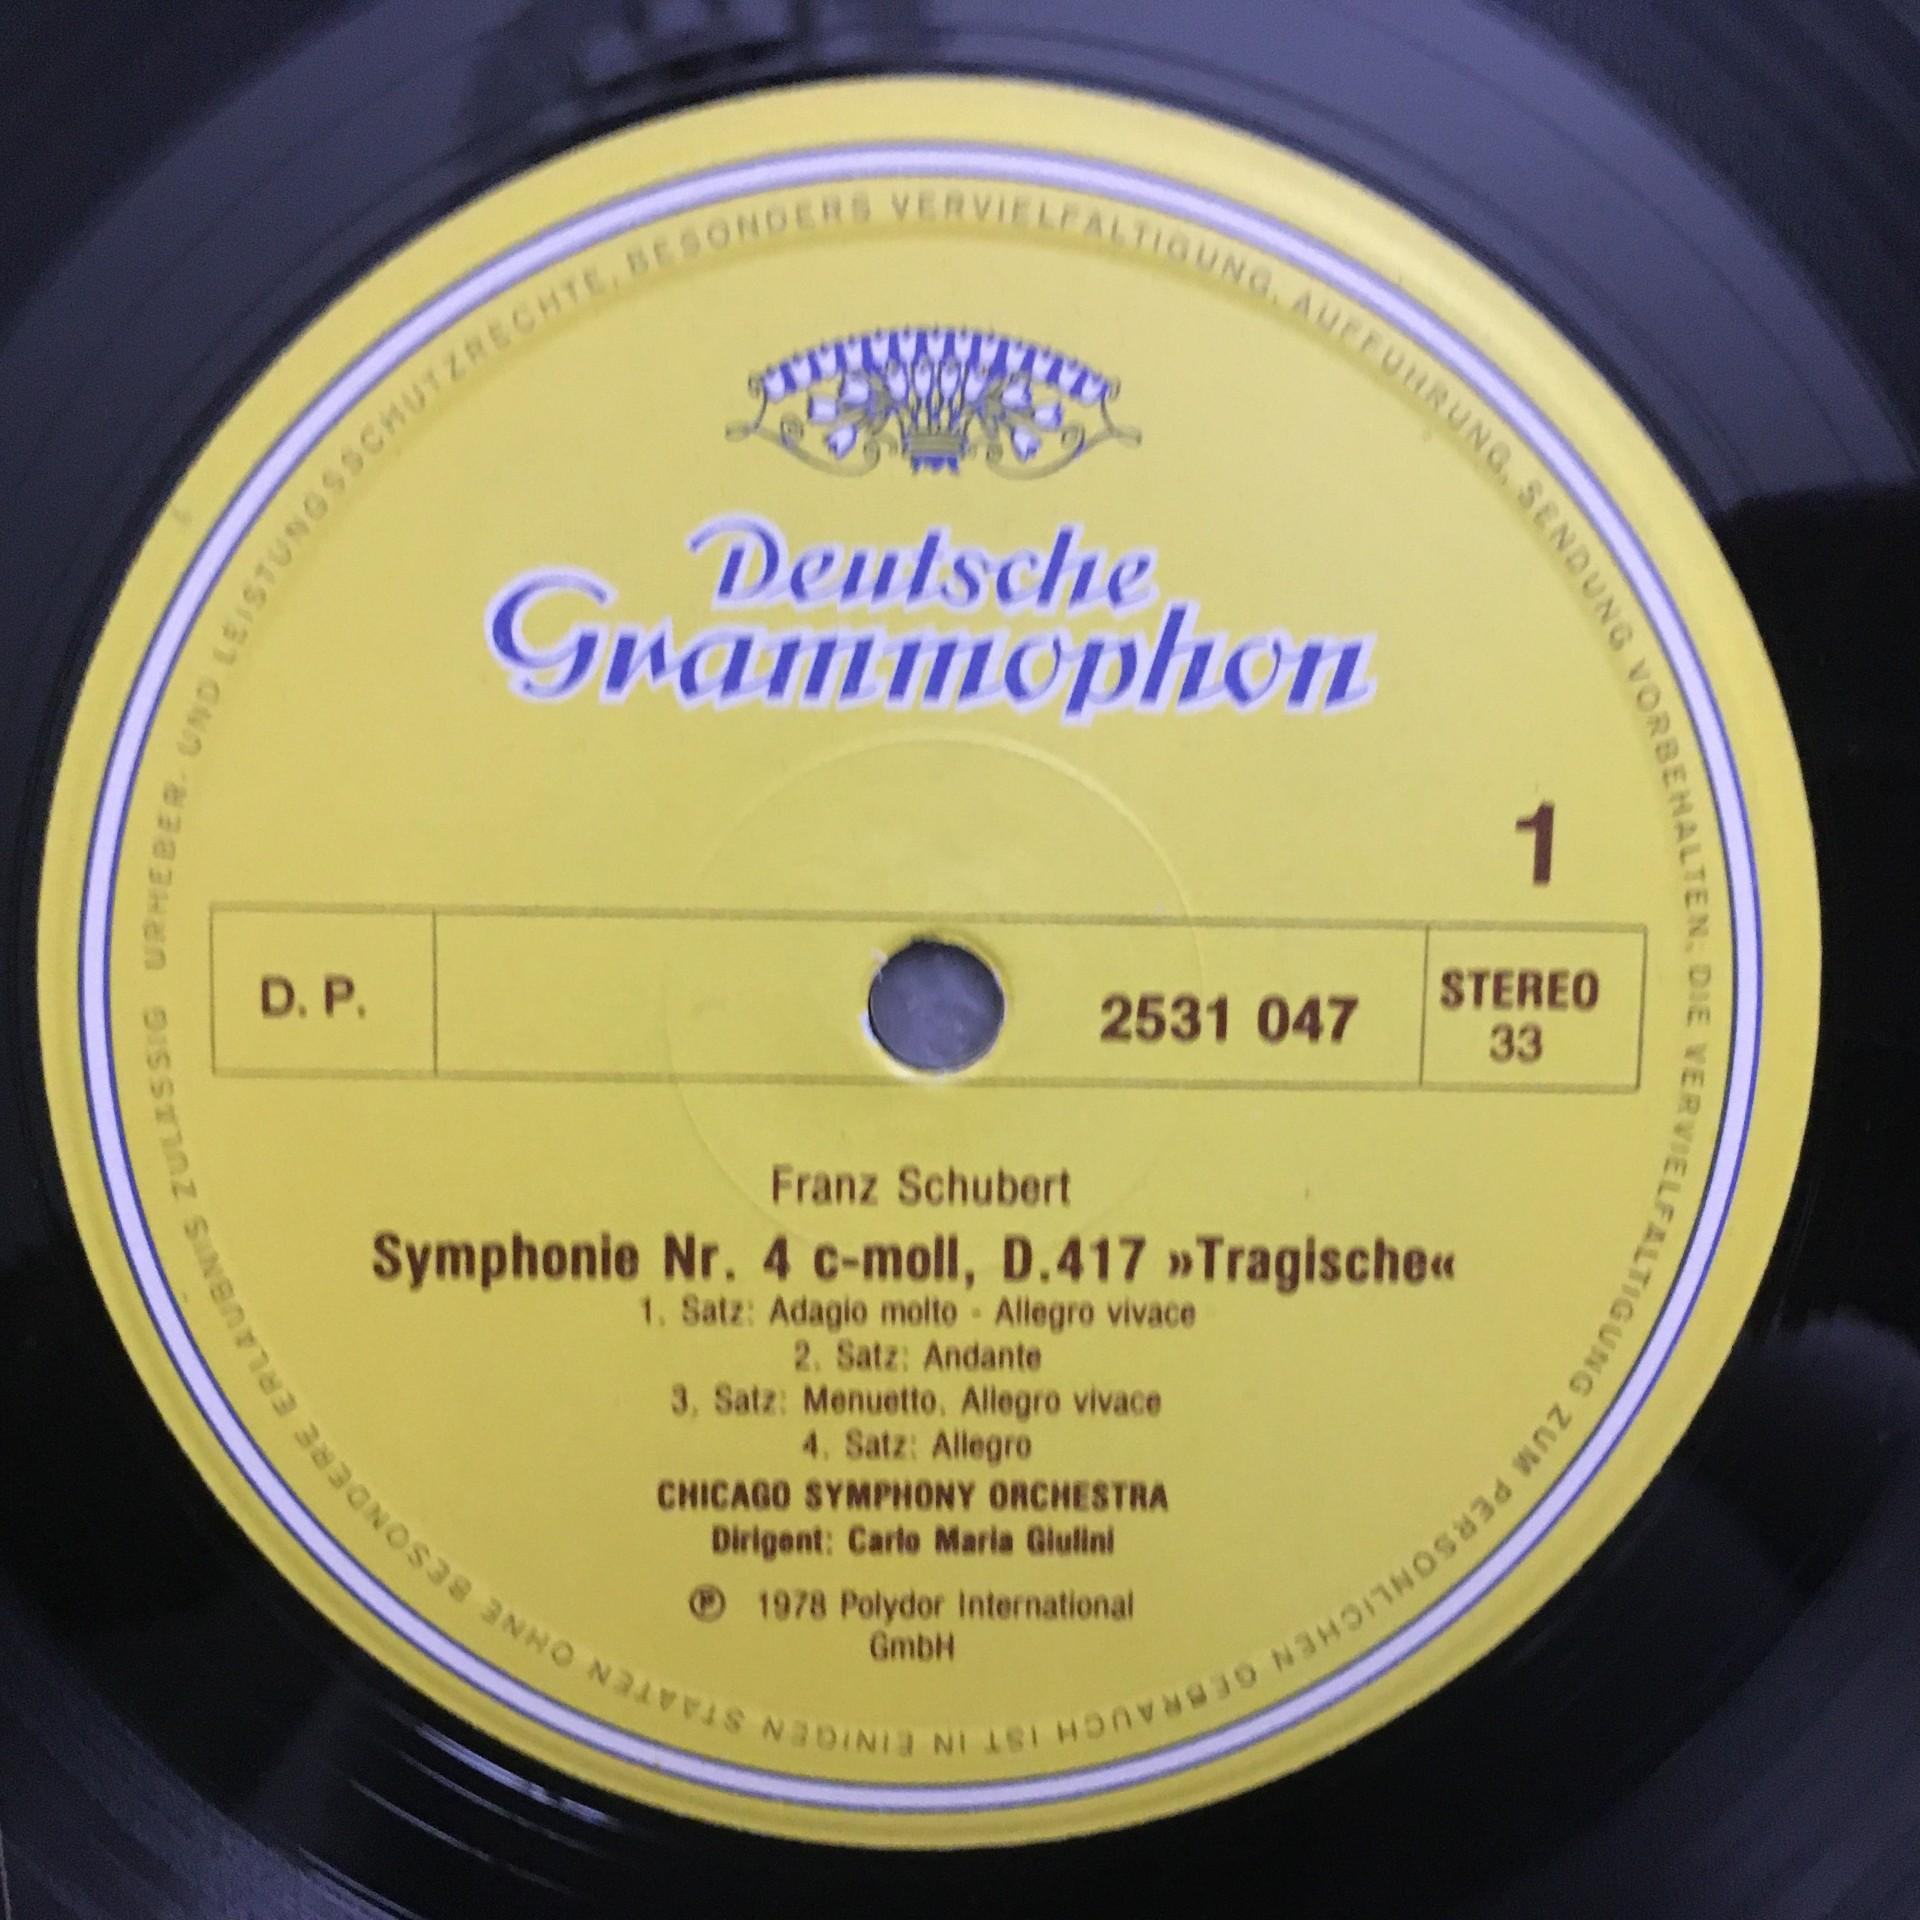 URHEBER- UND LEISTUNGSSCHUTZRECHTE, BESONDERS VERVIELFÄLTIGUNG, AUFFÜHRUNG, SENDUNG VORBEHALTEN. DIE VERVIELFÄLTIGUNG ZUM PERSÖNLICHEN GEBRAUCH IST IN EINIGEN STAATEN OHNE BESONDERE ERLAUBNIS ZULÄSSIG
Deutsche
Grammophon
1
D. P.
2531 047
STEREO
33
Franz Schubert
Symphonie Nr. 4 c-moll, D.417 »Tragische«
1. Satz: Adagio molto - Allegro vivace
2. Satz: Andante
3. Satz: Menuetto. Allegro vivace
4. Satz: Allegro
CHICAGO SYMPHONY ORCHESTRA
Dirigent: Carlo Maria Giulini
℗ 1978 Polydor International
GmbH